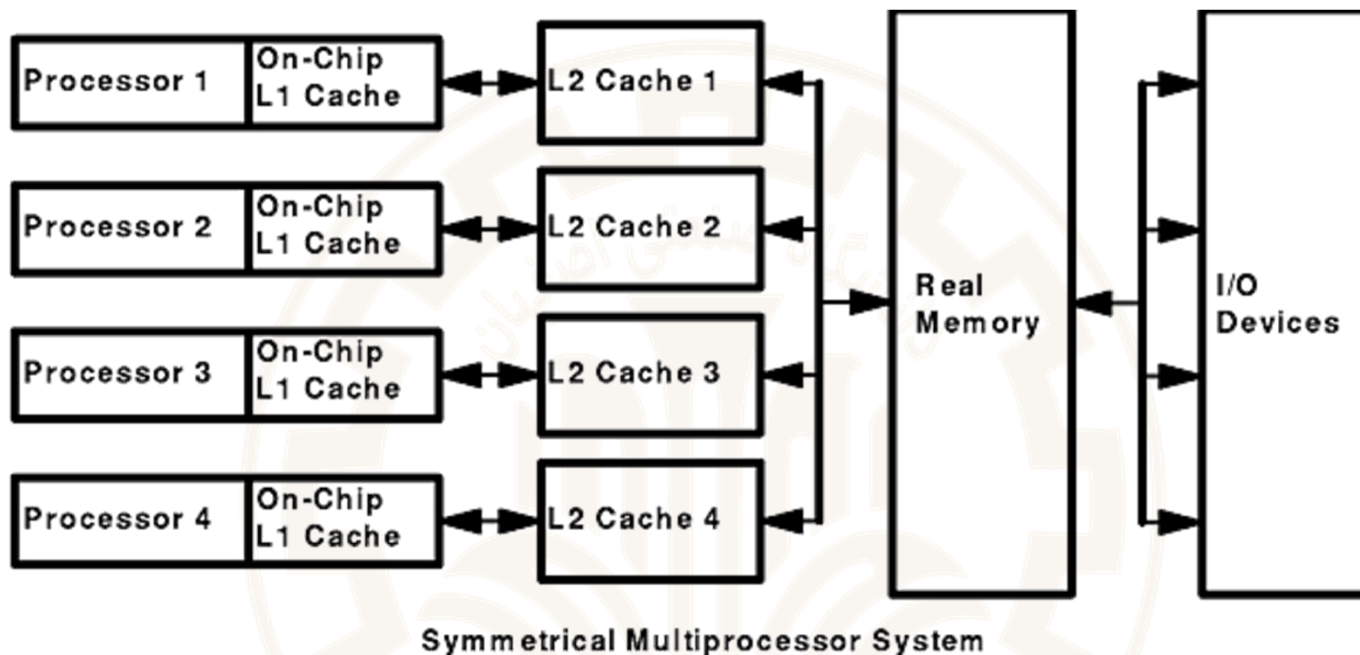 Processor 1
On-Chip
L1 Cache
L2 Cache 1
Processor 2
On-Chip
L1 Cache
L2 Cache 2
Processor 3
On-Chip
L1 Cache
L2 Cache 3
Processor 4
On-Chip
L1 Cache
L2 Cache 4
Real
Memory
I/O
Devices
Symmetrical Multiprocessor System